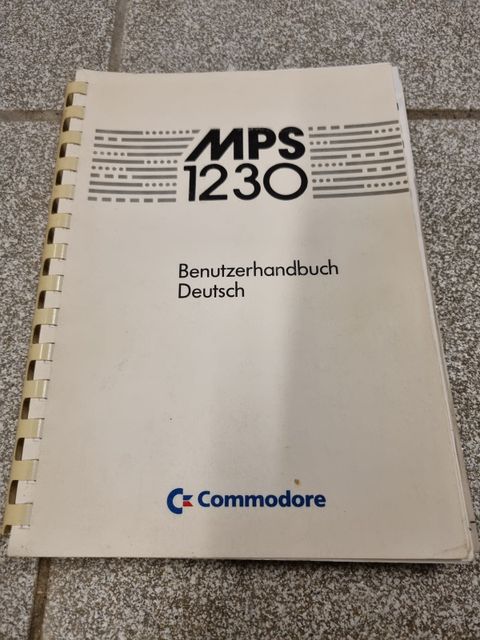 MPS
1230
Benutzerhandbuch
Deutsch
Commodore